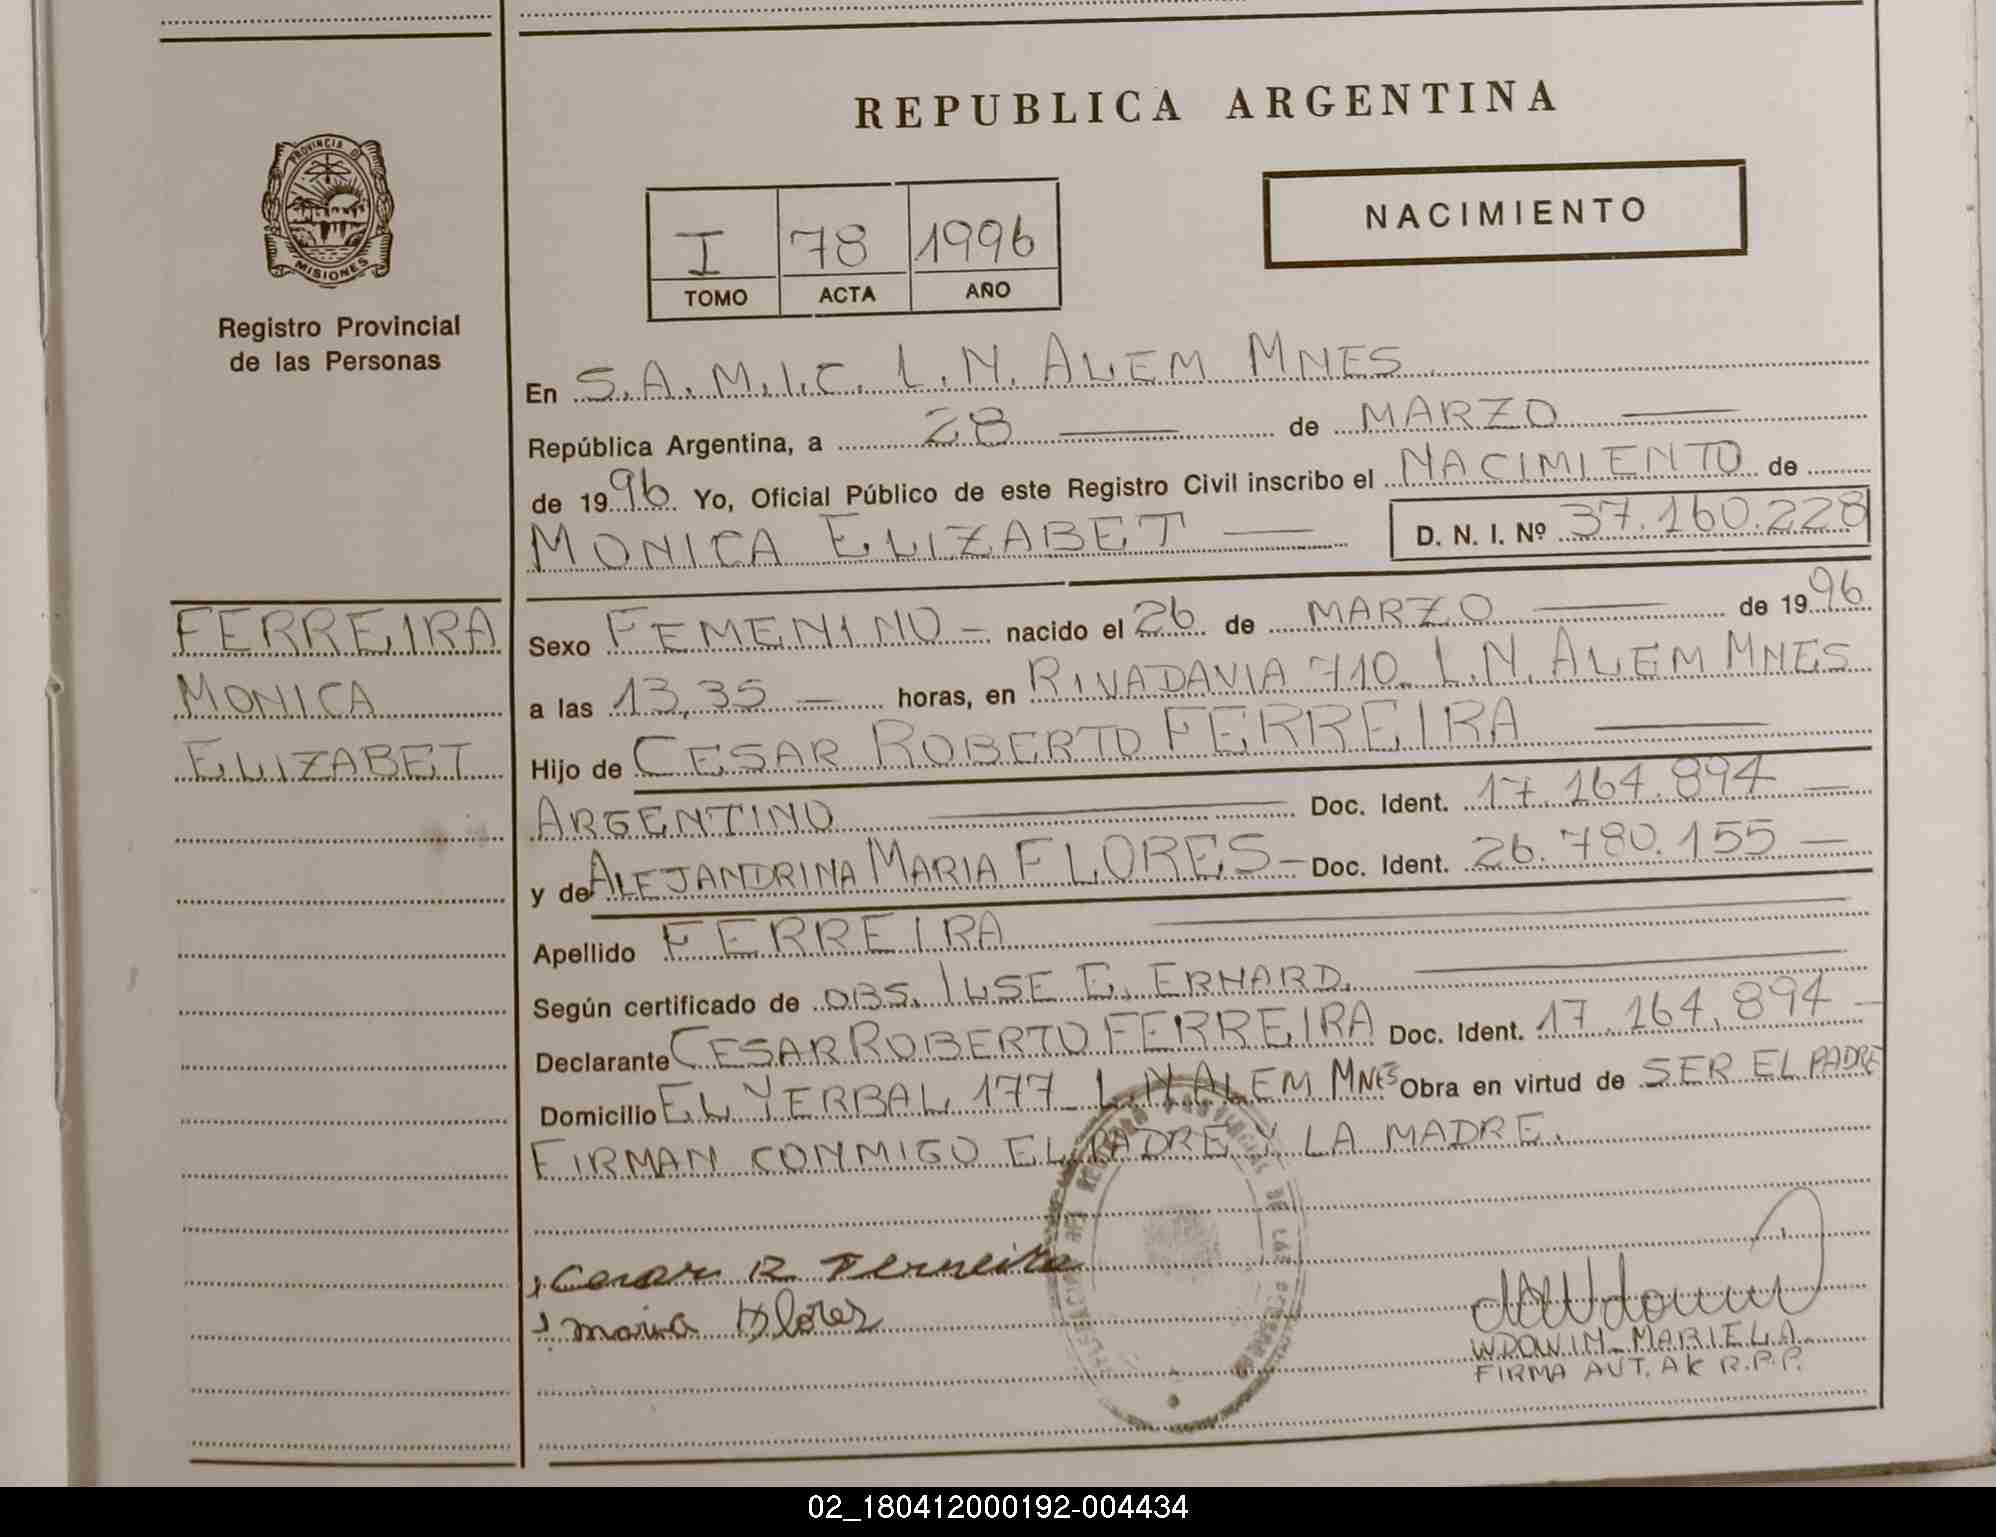 REPUBLICA ARGENTINA
PROVINCIA DE
MISIONES
Registro Provincial
de las Personas
NACIMIENTO
I 78 1996
TOMO ACTA AÑO
En S.A.M.I.C. L.N. ALEM MNES
República Argentina, a 28 de MARZO
de 1996 Yo, Oficial Público de este Registro Civil inscribo el NACIMIENTO de
MONICA ELIZABET D. N. I. Nº 37.160.228
FERREIRA
MONICA
ELIZABET
Sexo FEMENINO - nacido el 26 de MARZO de 1996
a las 13,35 horas, en RIVADAVIA 710 L.N. ALEM MNES
Hijo de CESAR ROBERTO FERREIRA
ARGENTINO Doc. Ident. 17.164.894
y de ALEJANDRINA MARIA FLORES - Doc. Ident. 26.780.155
Apellido FERREIRA
Según certificado de OBS. ILSE E. ERHARD.
Declarante CESAR ROBERTO FERREIRA Doc. Ident. 17.164.894
Domicilio EL YERBAL 177 L.N ALEM MNES Obra en virtud de SER EL PADRE
FIRMAN CONMIGO EL PADRE Y LA MADRE.
Cesar R Ferreira
maria Flores
WDOWIN MARIELA
FIRMA AUT. AK R.P.P.
02_180412000192-004434